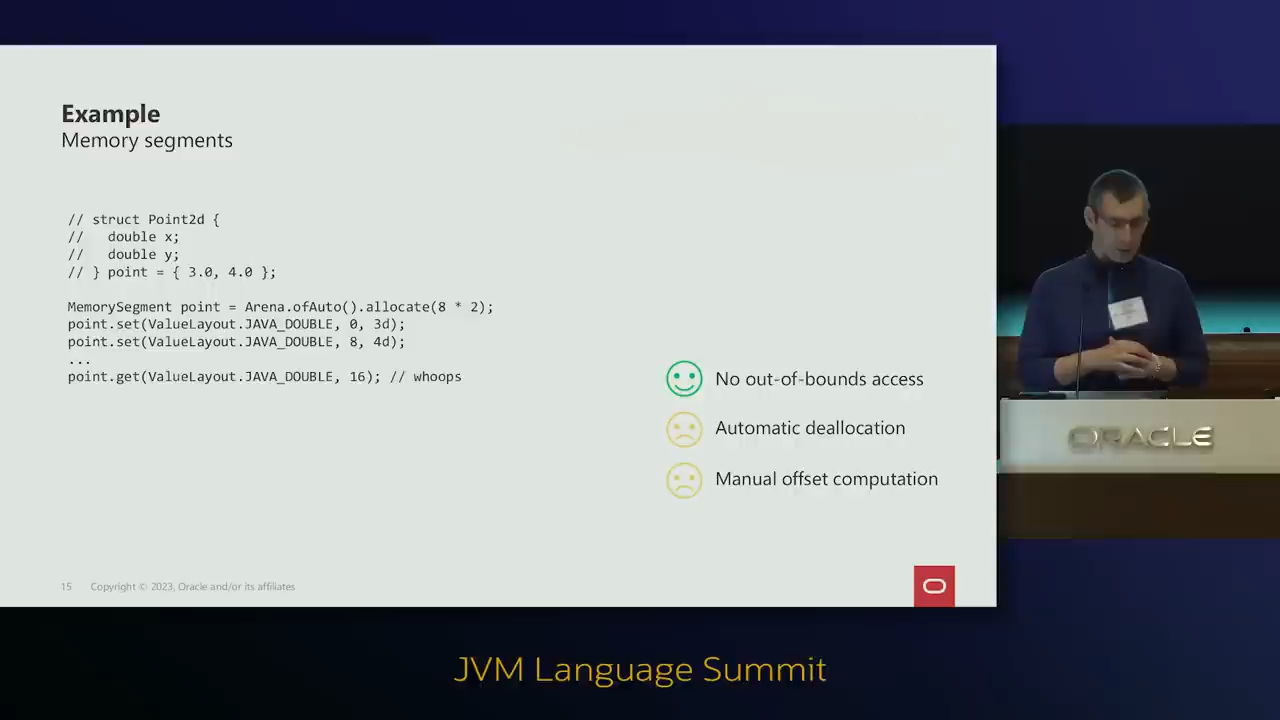 Example
Memory segments
// struct Point2d {
//   double x;
//   double y;
// } point = { 3.0, 4.0 };
MemorySegment point = Arena.ofAuto().allocate(8 * 2);
point.set(ValueLayout.JAVA_DOUBLE, 0, 3d);
point.set(ValueLayout.JAVA_DOUBLE, 8, 4d);
...
point.get(ValueLayout.JAVA_DOUBLE, 16); // whoops
No out-of-bounds access
Automatic deallocation
Manual offset computation
15 Copyright © 2023, Oracle and/or its affiliates
ORACLE
JVM Language Summit